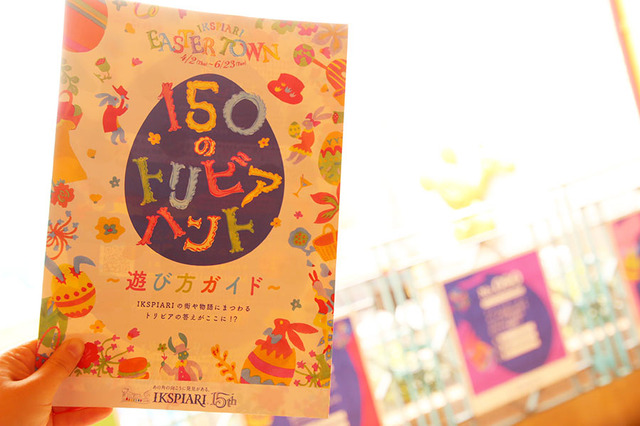 IKSPIARI
EASTER TOWN
4/2(Thu)~6/23(Tue)
150
の
トリビア
ハント
~遊び方ガイド~
IKSPIARIの街や物語にまつわる
トリビアの答えがここに!?
IKSPIARI 15th